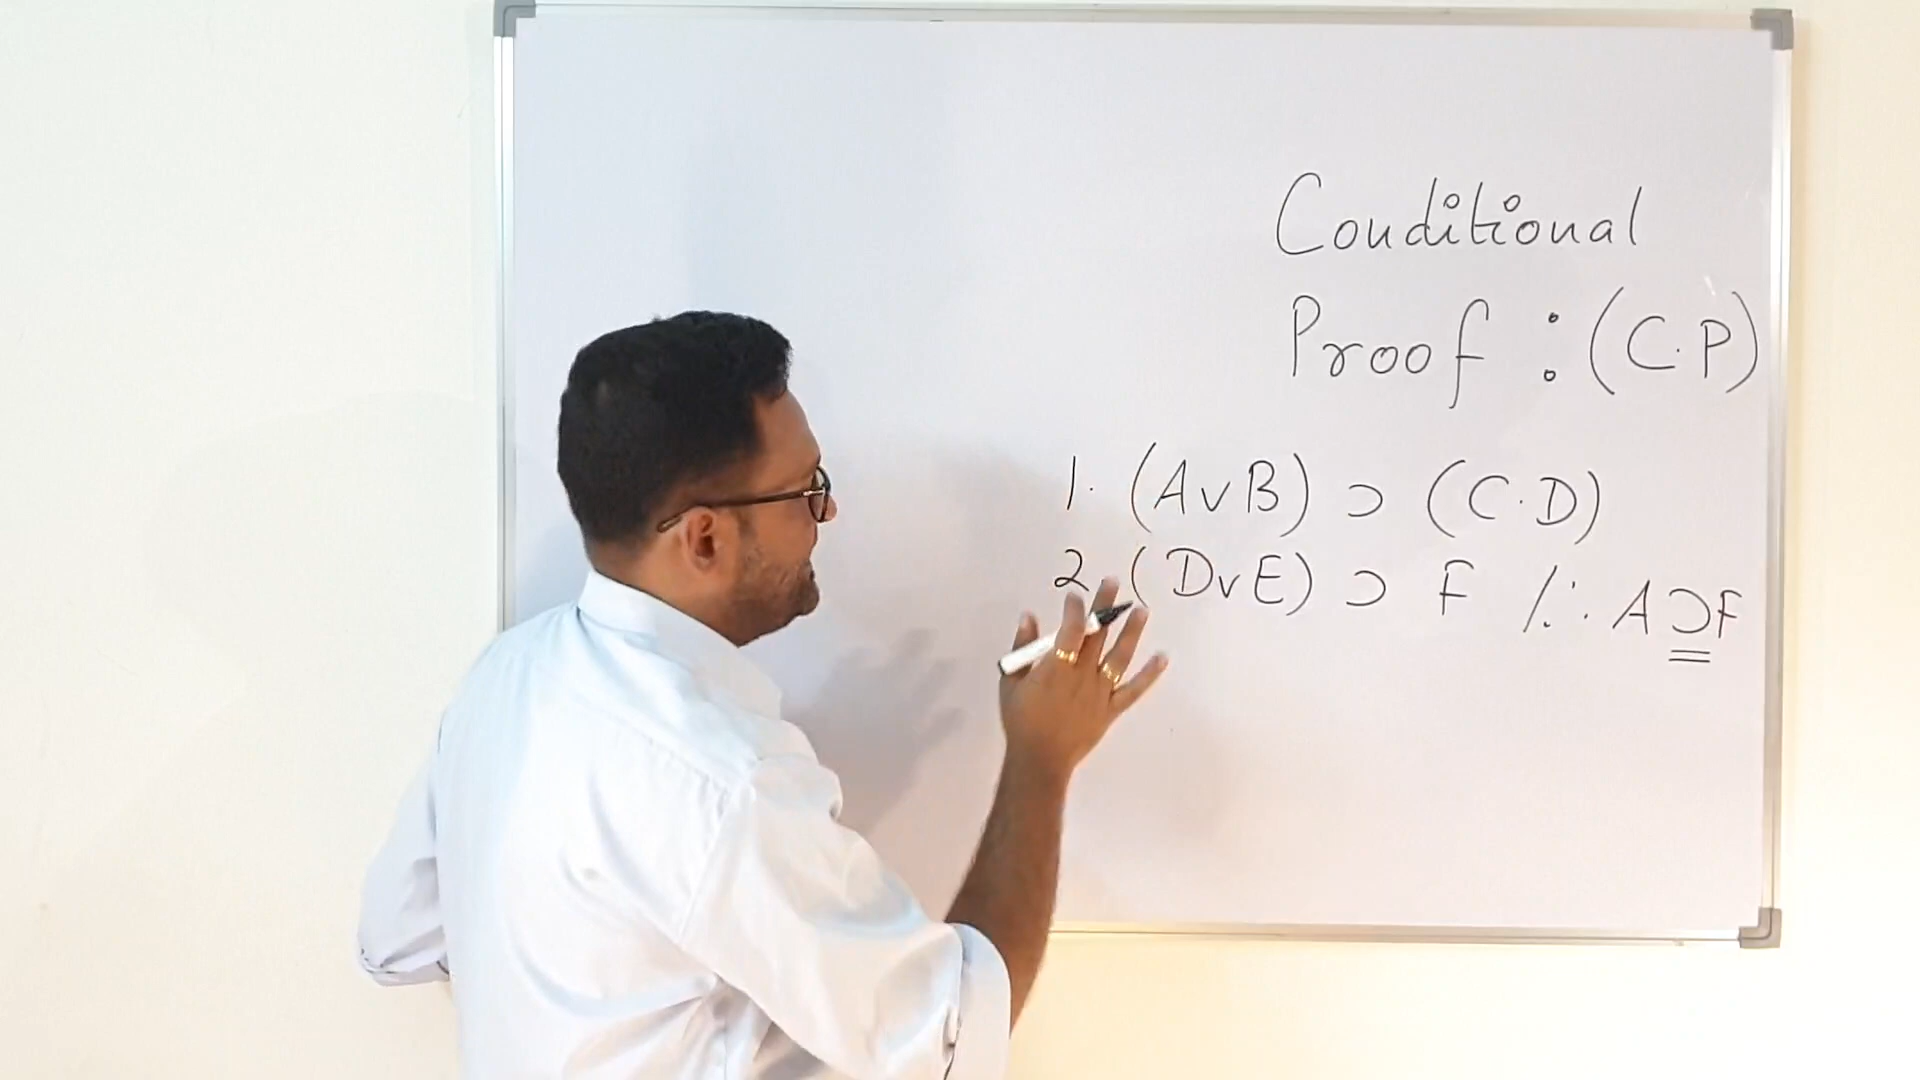 Conditional
Proof : (C.P)
1. (A v B) ⊃ (C.D)
2. (D v E) ⊃ F /∴ A ⊃ F